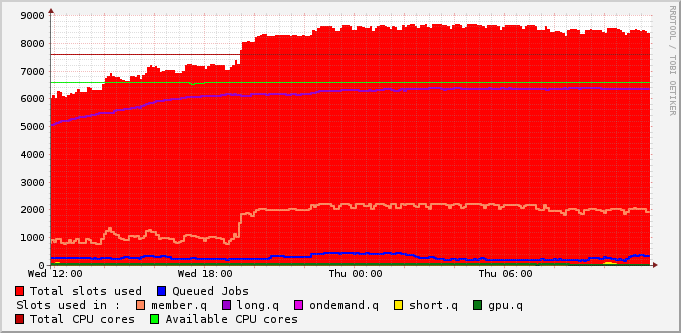 9000
8000
7000
6000
5000
4000
3000
2000
1000
0
Wed 12:00 Wed 18:00 Thu 00:00 Thu 06:00
Total slots used Queued Jobs
Slots used in : member.q long.q ondemand.q short.q gpu.q
Total CPU cores Available CPU cores
RRDTOOL / TOBI OETIKER